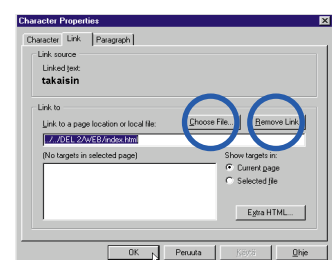 Character Properties
Character Link Paragraph
Link source
Linked text:
takaisin
Link to
Link to a page location or local file:
Choose File...
Remove Link
/DEL 2/WEB/index.html
(No targets in selected page)
Show targets in:
Current page
Selected file
Extra HTML...
OK Peruuta Käytä Ohje